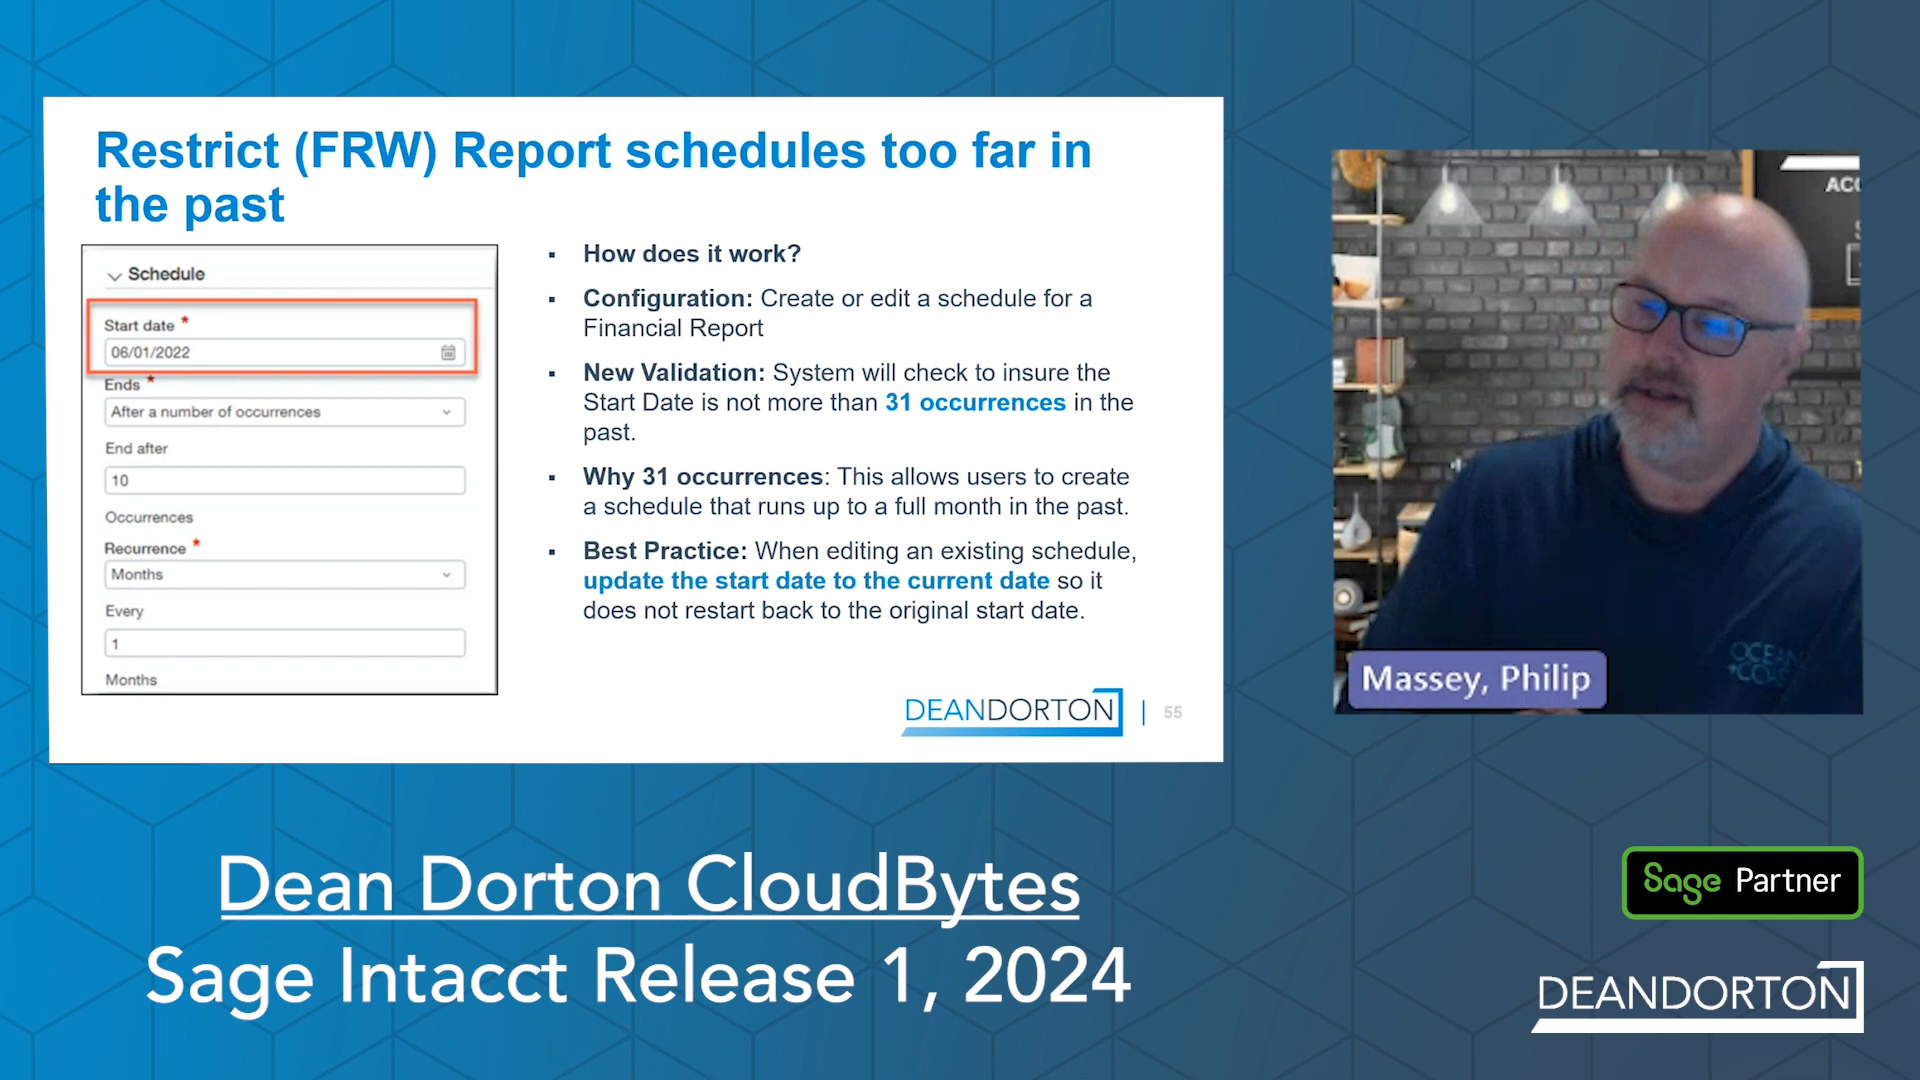 Restrict (FRW) Report schedules too far in
the past
Schedule
Start date *
06/01/2022
Ends *
After a number of occurrences
End after
10
Occurrences
Recurrence *
Months
Every
1
Months
▪ How does it work?
▪ Configuration: Create or edit a schedule for a
Financial Report
▪ New Validation: System will check to insure the
Start Date is not more than 31 occurrences in the
past.
▪ Why 31 occurrences: This allows users to create
a schedule that runs up to a full month in the past.
▪ Best Practice: When editing an existing schedule,
update the start date to the current date so it
does not restart back to the original start date.
DEANDORTON | 55
Massey, Philip
Dean Dorton CloudBytes
Sage Intacct Release 1, 2024
Sage Partner
DEANDORTON